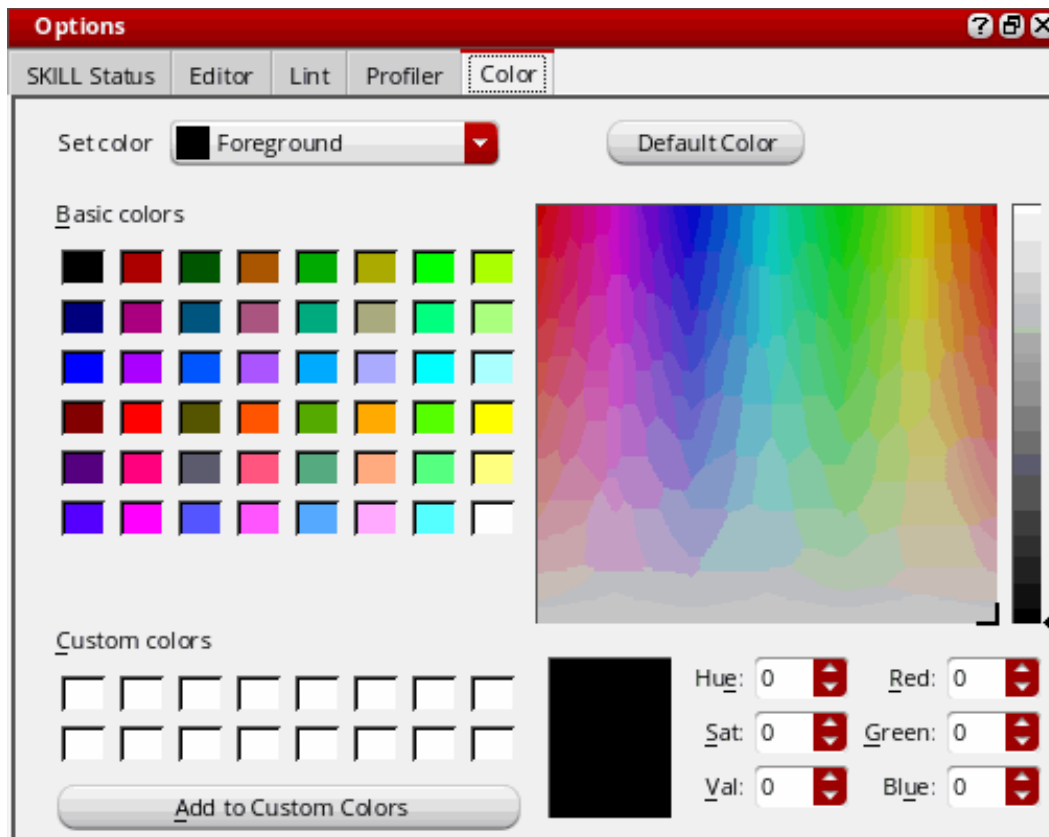 Options
SKILL Status Editor Lint Profiler Color
Set color Foreground Default Color
Basic colors
Custom colors
Hue: 0 Red: 0
Sat: 0 Green: 0
Val: 0 Blue: 0
Add to Custom Colors